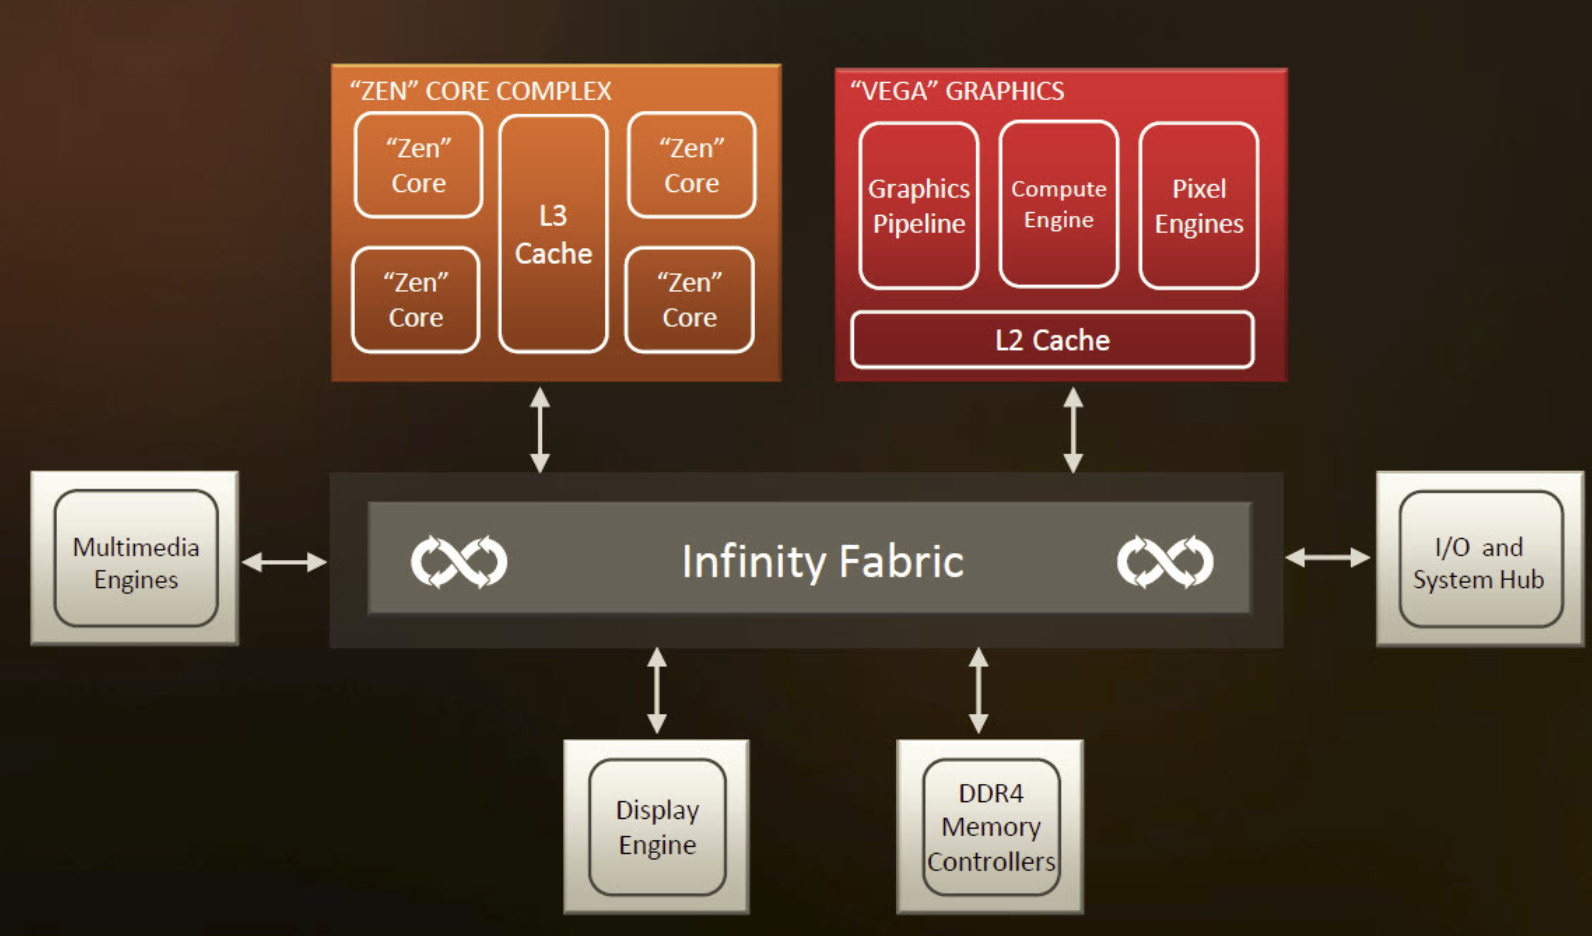 “ZEN” CORE COMPLEX
“Zen”
Core
L3
Cache
“Zen”
Core
“Zen”
Core
“Zen”
Core
“VEGA” GRAPHICS
Graphics
Pipeline
Compute
Engine
Pixel
Engines
L2 Cache
Multimedia
Engines
Infinity Fabric
I/O and
System Hub
Display
Engine
DDR4
Memory
Controllers